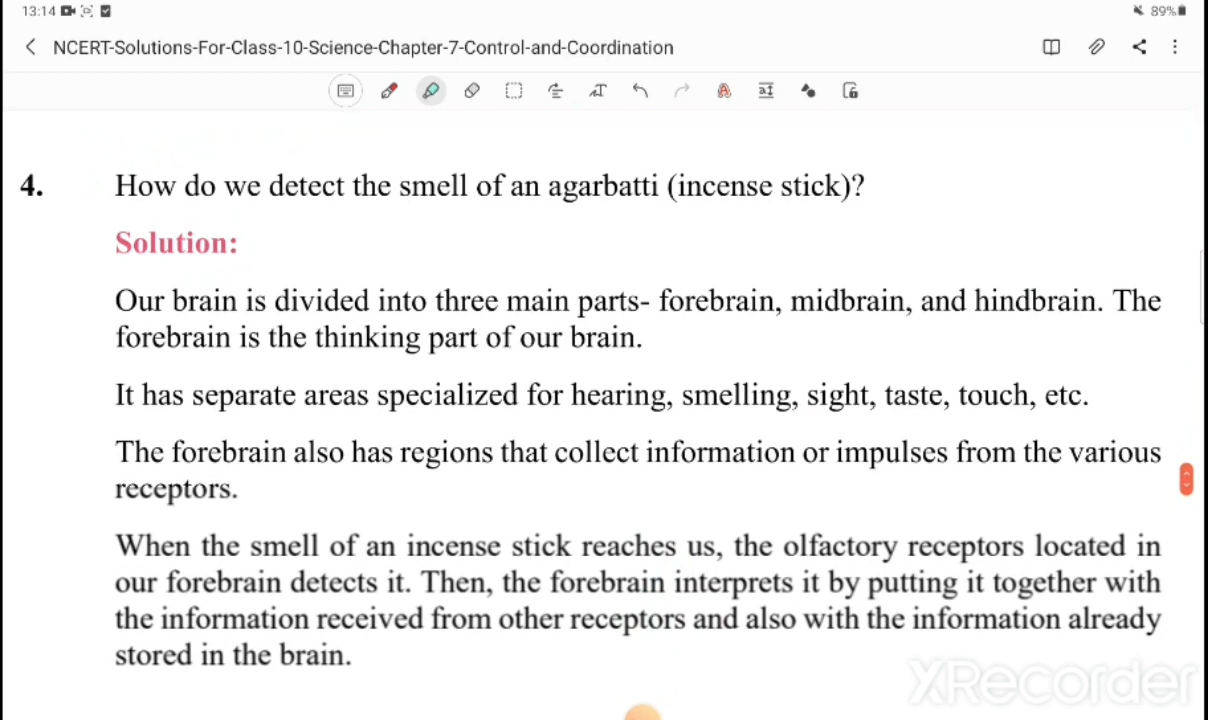 13:14
89%
NCERT-Solutions-For-Class-10-Science-Chapter-7-Control-and-Coordination
4. How do we detect the smell of an agarbatti (incense stick)?
Solution:
Our brain is divided into three main parts- forebrain, midbrain, and hindbrain. The
forebrain is the thinking part of our brain.
It has separate areas specialized for hearing, smelling, sight, taste, touch, etc.
The forebrain also has regions that collect information or impulses from the various
receptors.
When the smell of an incense stick reaches us, the olfactory receptors located in
our forebrain detects it. Then, the forebrain interprets it by putting it together with
the information received from other receptors and also with the information already
stored in the brain.
XRecorder